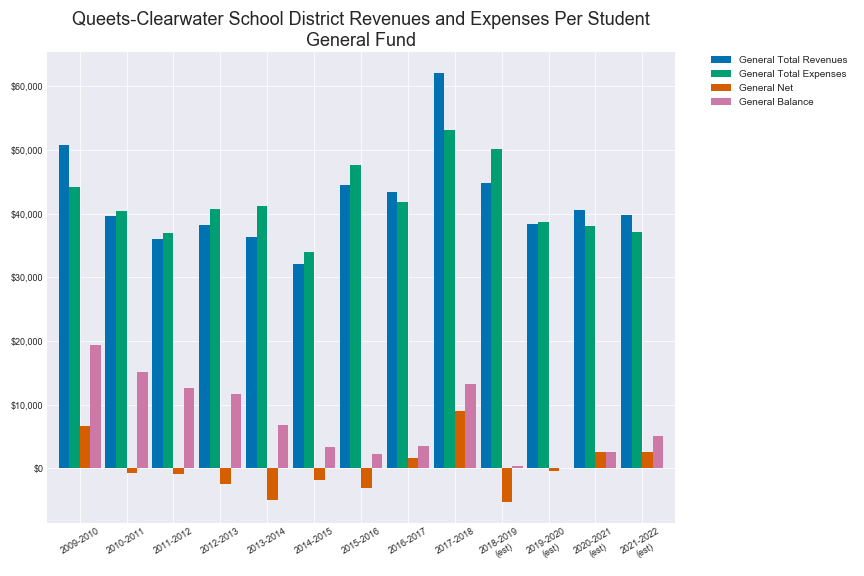 Queets-Clearwater School District Revenues and Expenses Per Student
General Fund
General Total Revenues
General Total Expenses
General Net
General Balance
$60,000
$50,000
$40,000
$30,000
$20,000
$10,000
$0
2009-2010
2010-2011
2011-2012
2012-2013
2013-2014
2014-2015
2015-2016
2016-2017
2017-2018
2018-2019
(est)
2019-2020
(est)
2020-2021
(est)
2021-2022
(est)